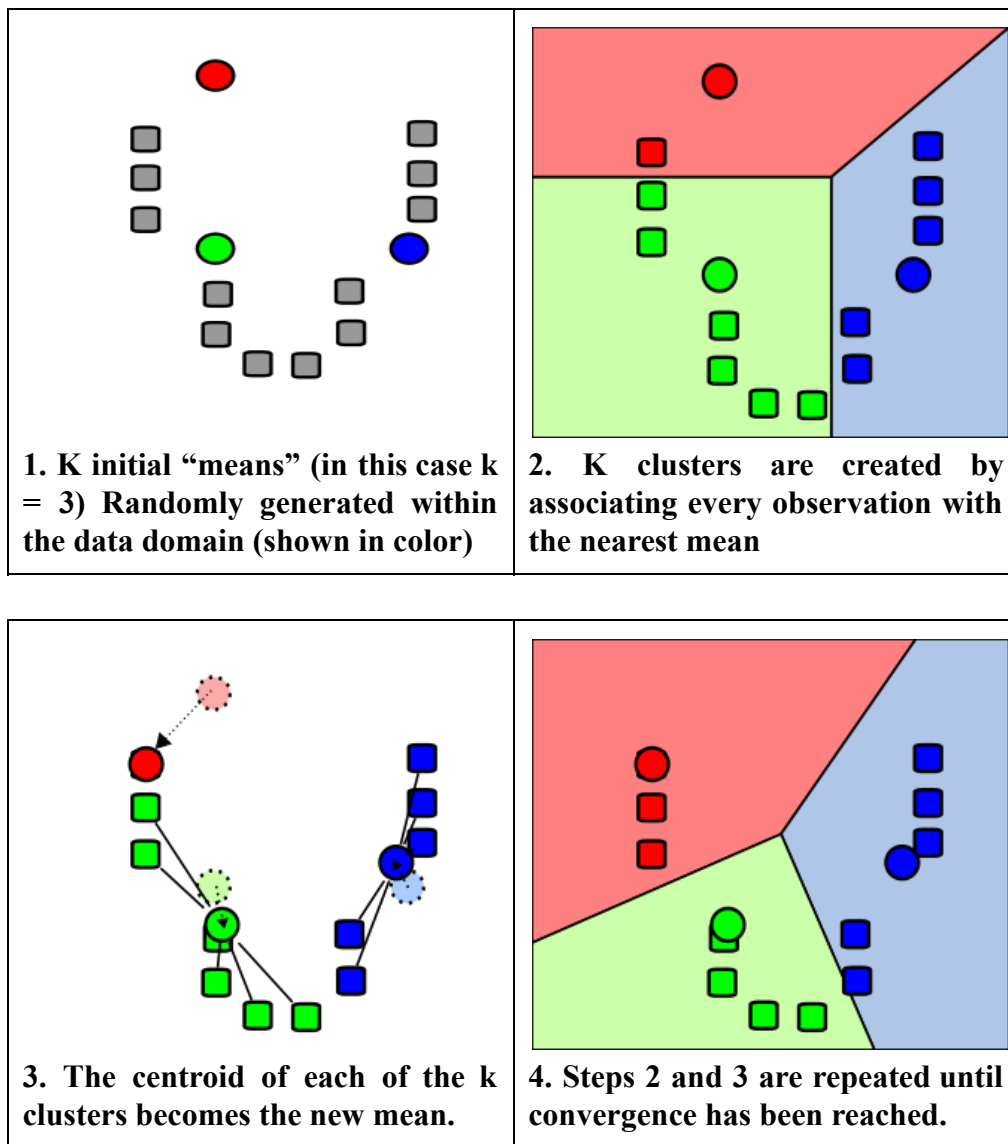 1. K initial “means” (in this case k
= 3) Randomly generated within
the data domain (shown in color)
2. K clusters are created by
associating every observation with
the nearest mean
3. The centroid of each of the k
clusters becomes the new mean.
4. Steps 2 and 3 are repeated until
convergence has been reached.